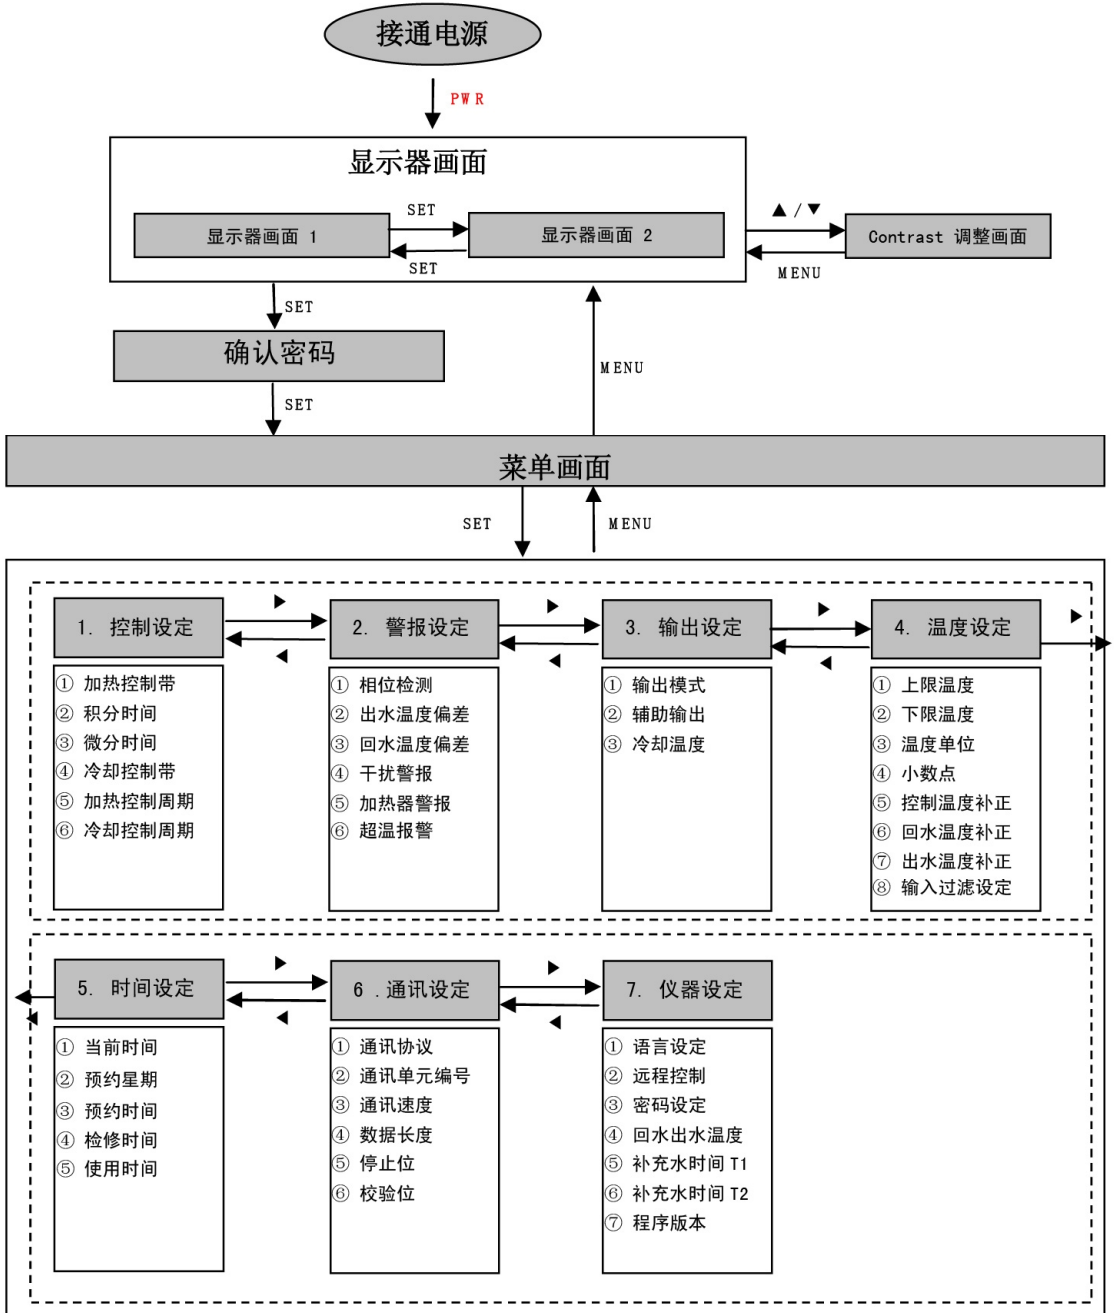 接通电源
PWR
显示器画面
SET
▲ / ▼
显示器画面 1
显示器画面 2
Contrast 调整画面
SET
MENU
SET
确认密码
MENU
SET
菜单画面
SET
MENU
▶
▶
▶
▶
1. 控制设定
2. 警报设定
3. 输出设定
4. 温度设定
◀
◀
◀
① 加热控制带
② 积分时间
③ 微分时间
④ 冷却控制带
⑤ 加热控制周期
⑥ 冷却控制周期
① 相位检测
② 出水温度偏差
③ 回水温度偏差
④ 干扰警报
⑤ 加热器警报
⑥ 超温报警
① 输出模式
② 辅助输出
③ 冷却温度
① 上限温度
② 下限温度
③ 温度单位
④ 小数点
⑤ 控制温度补正
⑥ 回水温度补正
⑦ 出水温度补正
⑧ 输入过滤设定
▶
▶
5. 时间设定
6 .通讯设定
7. 仪器设定
◀
◀
◀
① 当前时间
② 预约星期
③ 预约时间
④ 检修时间
⑤ 使用时间
① 通讯协议
② 通讯单元编号
③ 通讯速度
④ 数据长度
⑤ 停止位
⑥ 校验位
① 语言设定
② 远程控制
③ 密码设定
④ 回水出水温度
⑤ 补充水时间 T1
⑥ 补充水时间 T2
⑦ 程序版本